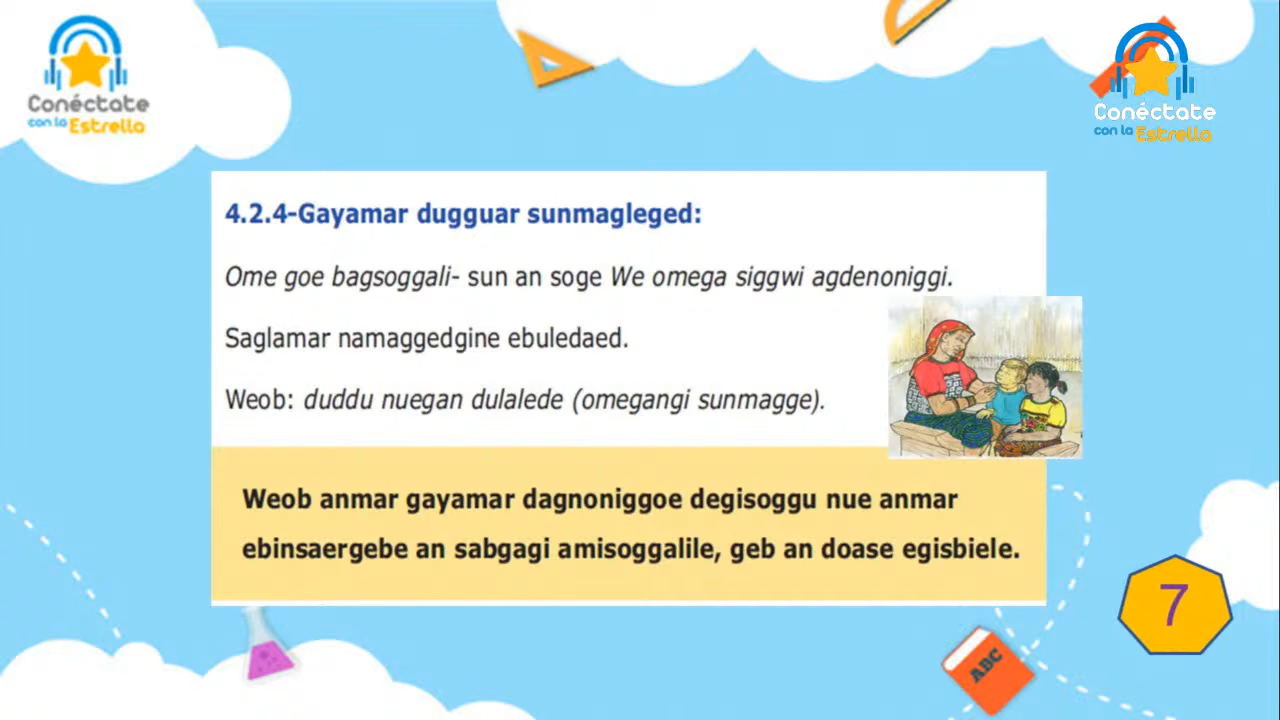 Conéctate
con la Estrella
Conéctate
con la Estrella
4.2.4-Gayamar dugguar sunmagleged:
Ome goe bagsoggali- sun an soge We omega siggwi agdenoniggi.
Saglamar namaggedgine ebuledaed.
Weob: duddu nuegan dulalede (omegangi sunmagge).
Weob anmar gayamar dagnoniggoe degisoggu nue anmar
ebinsaergebe an sabgagi amisoggalile, geb an doase egisbiele.
7
ABC